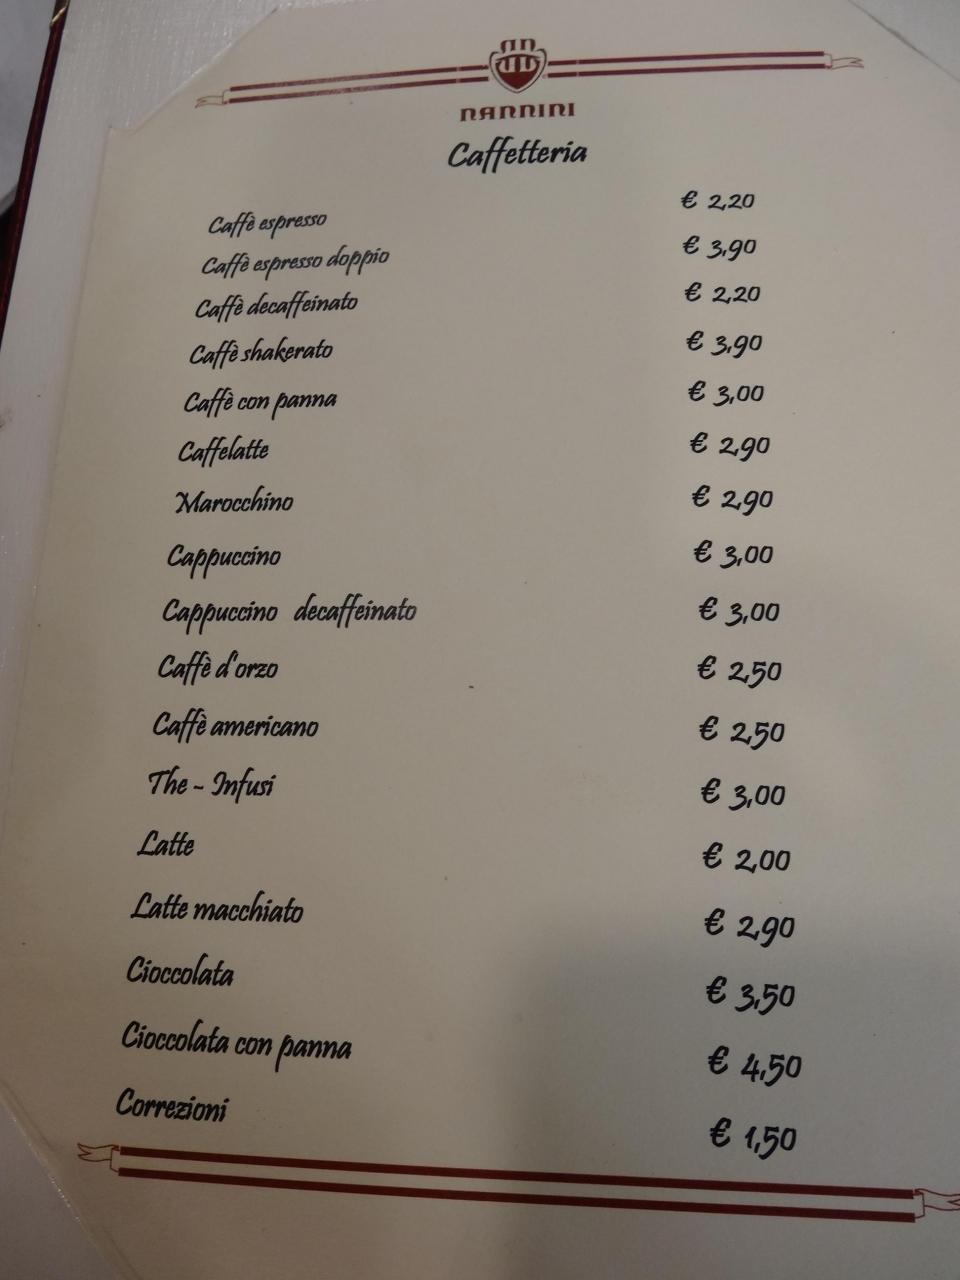 NANNINI
Caffetteria
Caffè espresso € 2,20
Caffè espresso doppio € 3,90
Caffè decaffeinato € 2,20
Caffè shakerato € 3,90
Caffè con panna € 3,00
Caffelatte € 2,90
Marocchino € 2,90
Cappuccino € 3,00
Cappuccino decaffeinato € 3,00
Caffè d'orzo € 2,50
Caffè americano € 2,50
The - Infusi € 3,00
Latte € 2,00
Latte macchiato € 2,90
Cioccolata € 3,50
Cioccolata con panna € 4,50
Correzioni € 1,50